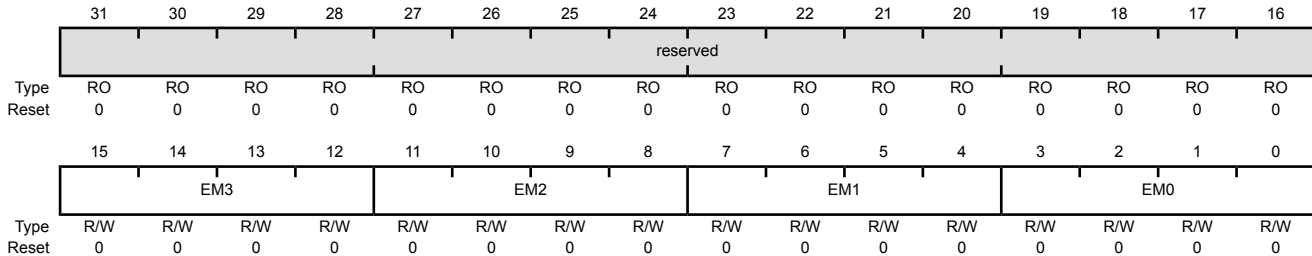 31 30 29 28 27 26 25 24 23 22 21 20 19 18 17 16
reserved
Type RO RO RO RO RO RO RO RO RO RO RO RO RO RO RO RO
Reset 0 0 0 0 0 0 0 0 0 0 0 0 0 0 0 0
15 14 13 12 11 10 9 8 7 6 5 4 3 2 1 0
EM3 EM2 EM1 EM0
Type R/W R/W R/W R/W R/W R/W R/W R/W R/W R/W R/W R/W R/W R/W R/W R/W
Reset 0 0 0 0 0 0 0 0 0 0 0 0 0 0 0 0